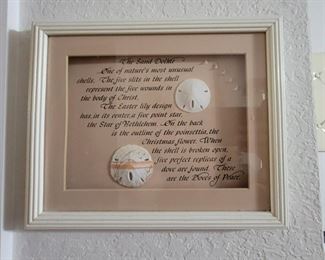 The Sand Dollar
One of nature's most unusual
shells. The five slits in the shell
represent the five wounds in
the body of Christ.
The Easter lily design
has, in its center, a five point star,
the Star of Bethlehem. On the back
is the outline of the poinsettia, the
Christmas flower. When
the shell is broken open,
five perfect replicas of a
dove are found. These
are the Doves of Peace.